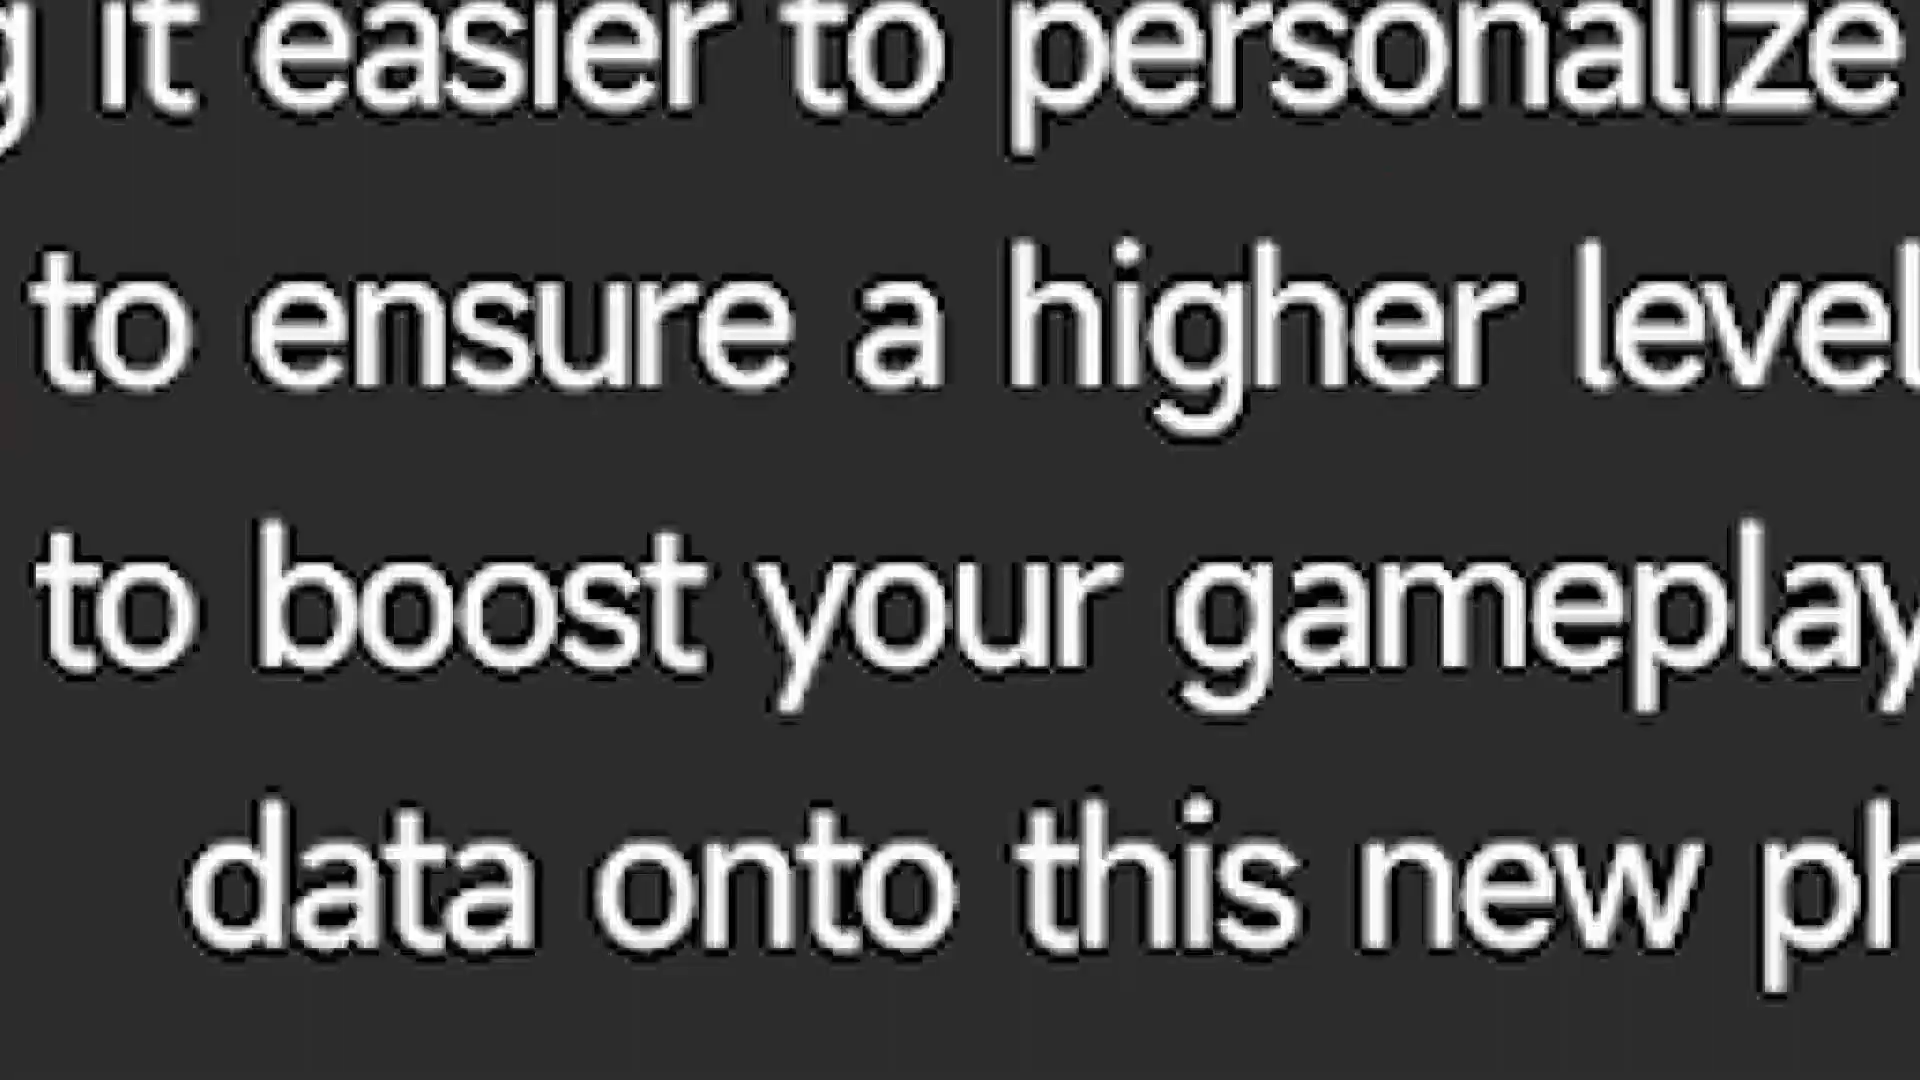 g it easier to personalize
to ensure a higher level
to boost your gameplay
data onto this new ph